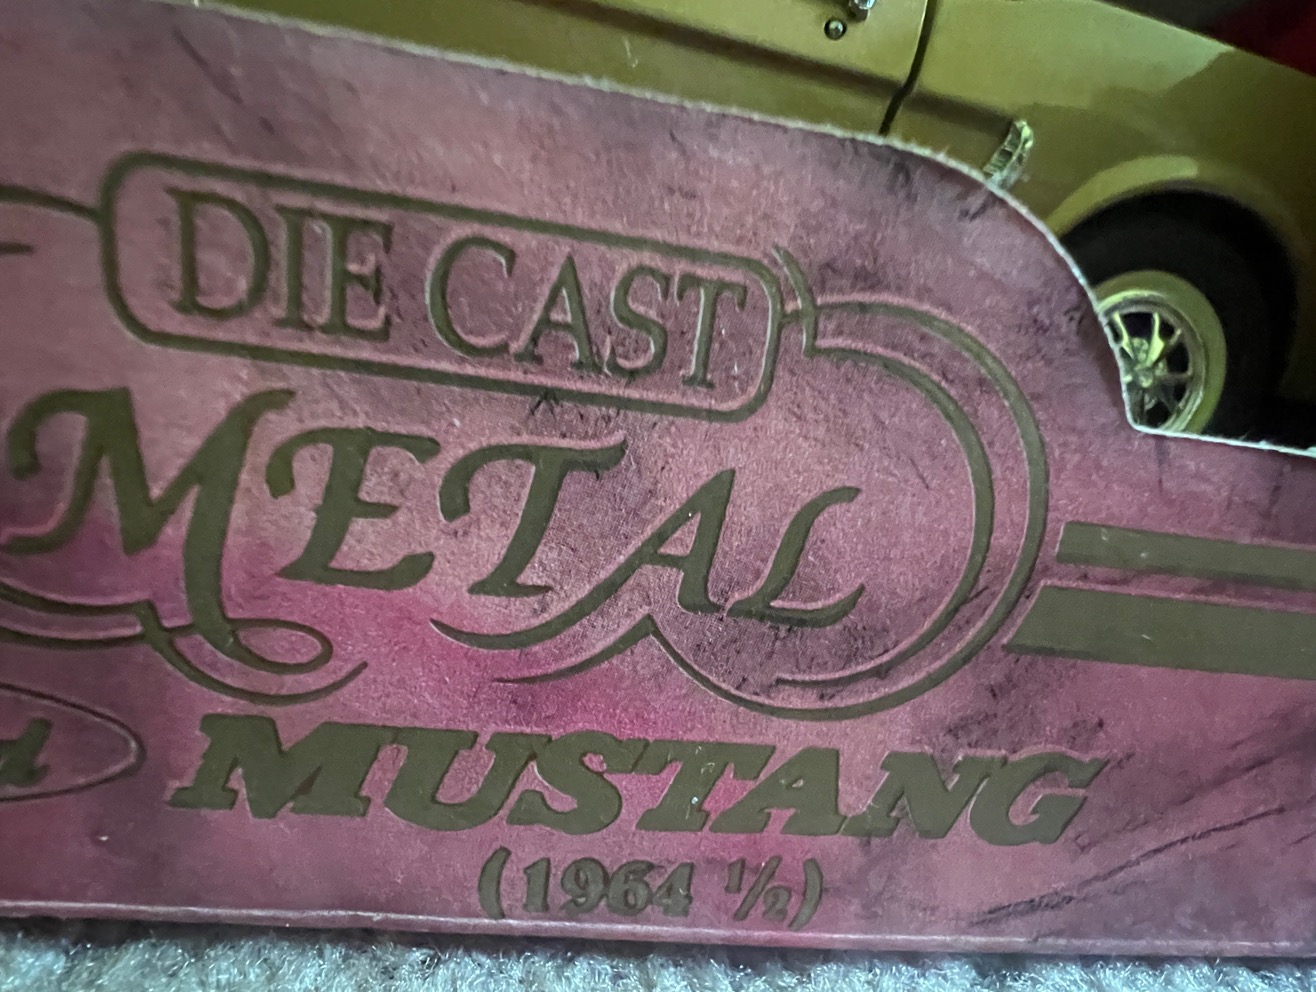 DIE CAST
METAL
MUSTANG
(1964 ½)